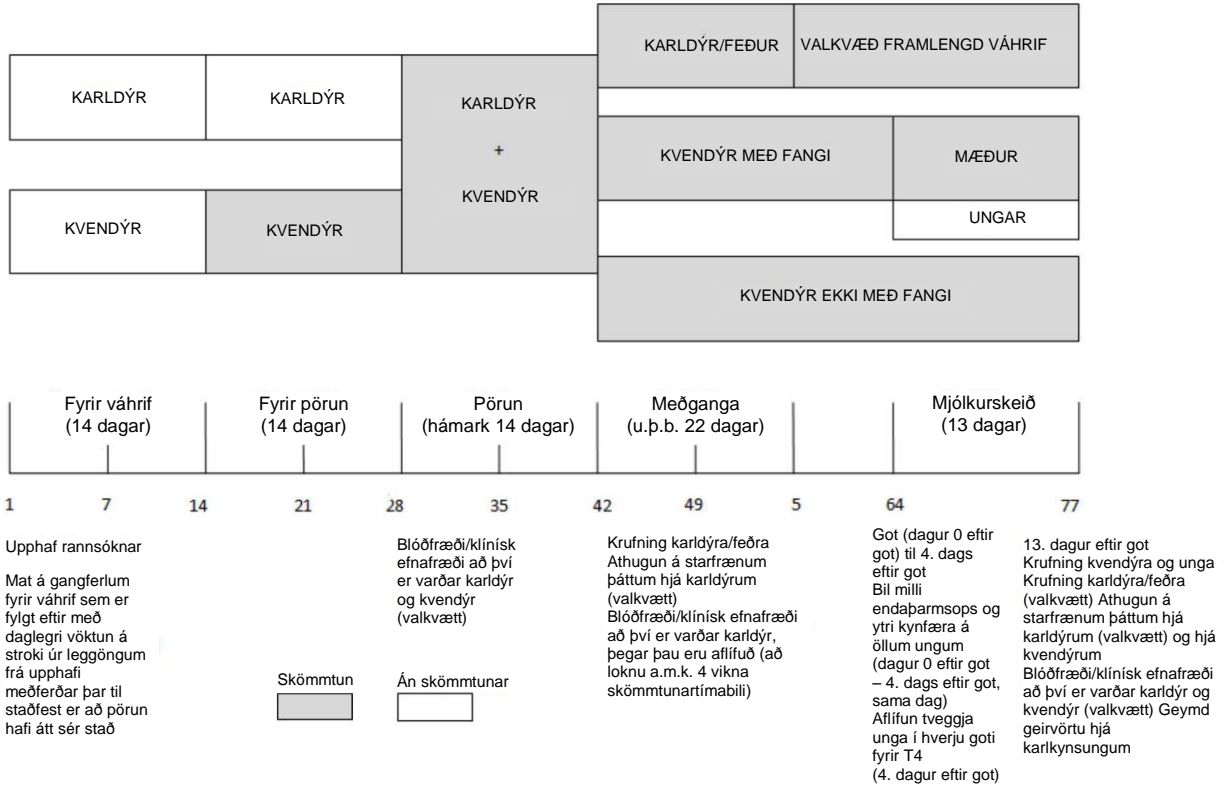 KARLDÝR/FEÐUR
VALKVÆÐ FRAMLENGD VÁHRIF
KARLDÝR
KARLDÝR
KARLDÝR
+
KVENDÝR
KVENDÝR MEÐ FANGI
MÆÐUR
KVENDÝR
KVENDÝR
UNGAR
KVENDÝR EKKI MEÐ FANGI
Fyrir váhrif
(14 dagar)
Fyrir pörun
(14 dagar)
Pörun
(hámark 14 dagar)
Meðganga
(u.þ.b. 22 dagar)
Mjólkurskeið
(13 dagar)
1
7
14
21
28
35
42
49
5
64
77
Upphaf rannsóknar
Mat á gangferlum
fyrir váhrif sem er
fylgt eftir með
daglegri vöktun á
stroki úr leggöngum
frá upphafi
meðferðar þar til
staðfest er að pörun
hafi átt sér stað
Blóðfræði/klínísk
efnafræði að því
er varðar karldýr
og kvendýr
(valkvætt)
Skömmtun
Án skömmtunar
Krufning karldýra/feðra
Athugun á starfrænum
þáttum hjá karldýrum
(valkvætt)
Blóðfræði/klínísk efnafræði
að því er varðar karldýr,
þegar þau eru aflífuð (að
loknu a.m.k. 4 vikna
skömmtunartímabili)
Got (dagur 0 eftir
got) til 4. dags
eftir got
Bil milli
endaþarmsops og
ytri kynfæra á
öllum ungum
(dagur 0 eftir got
– 4. dags eftir got,
sama dag)
Aflífun tveggja
unga í hverju goti
fyrir T4
(4. dagur eftir got)
13. dagur eftir got
Krufning kvendýra og unga
Krufning karldýra/feðra
(valkvætt) Athugun á
starfrænum þáttum hjá
karldýrum (valkvætt) og hjá
kvendýrum
Blóðfræði/klínísk efnafræði
að því er varðar karldýr og
kvendýr (valkvætt) Geymd
geirvörtu hjá
karlkynsungum